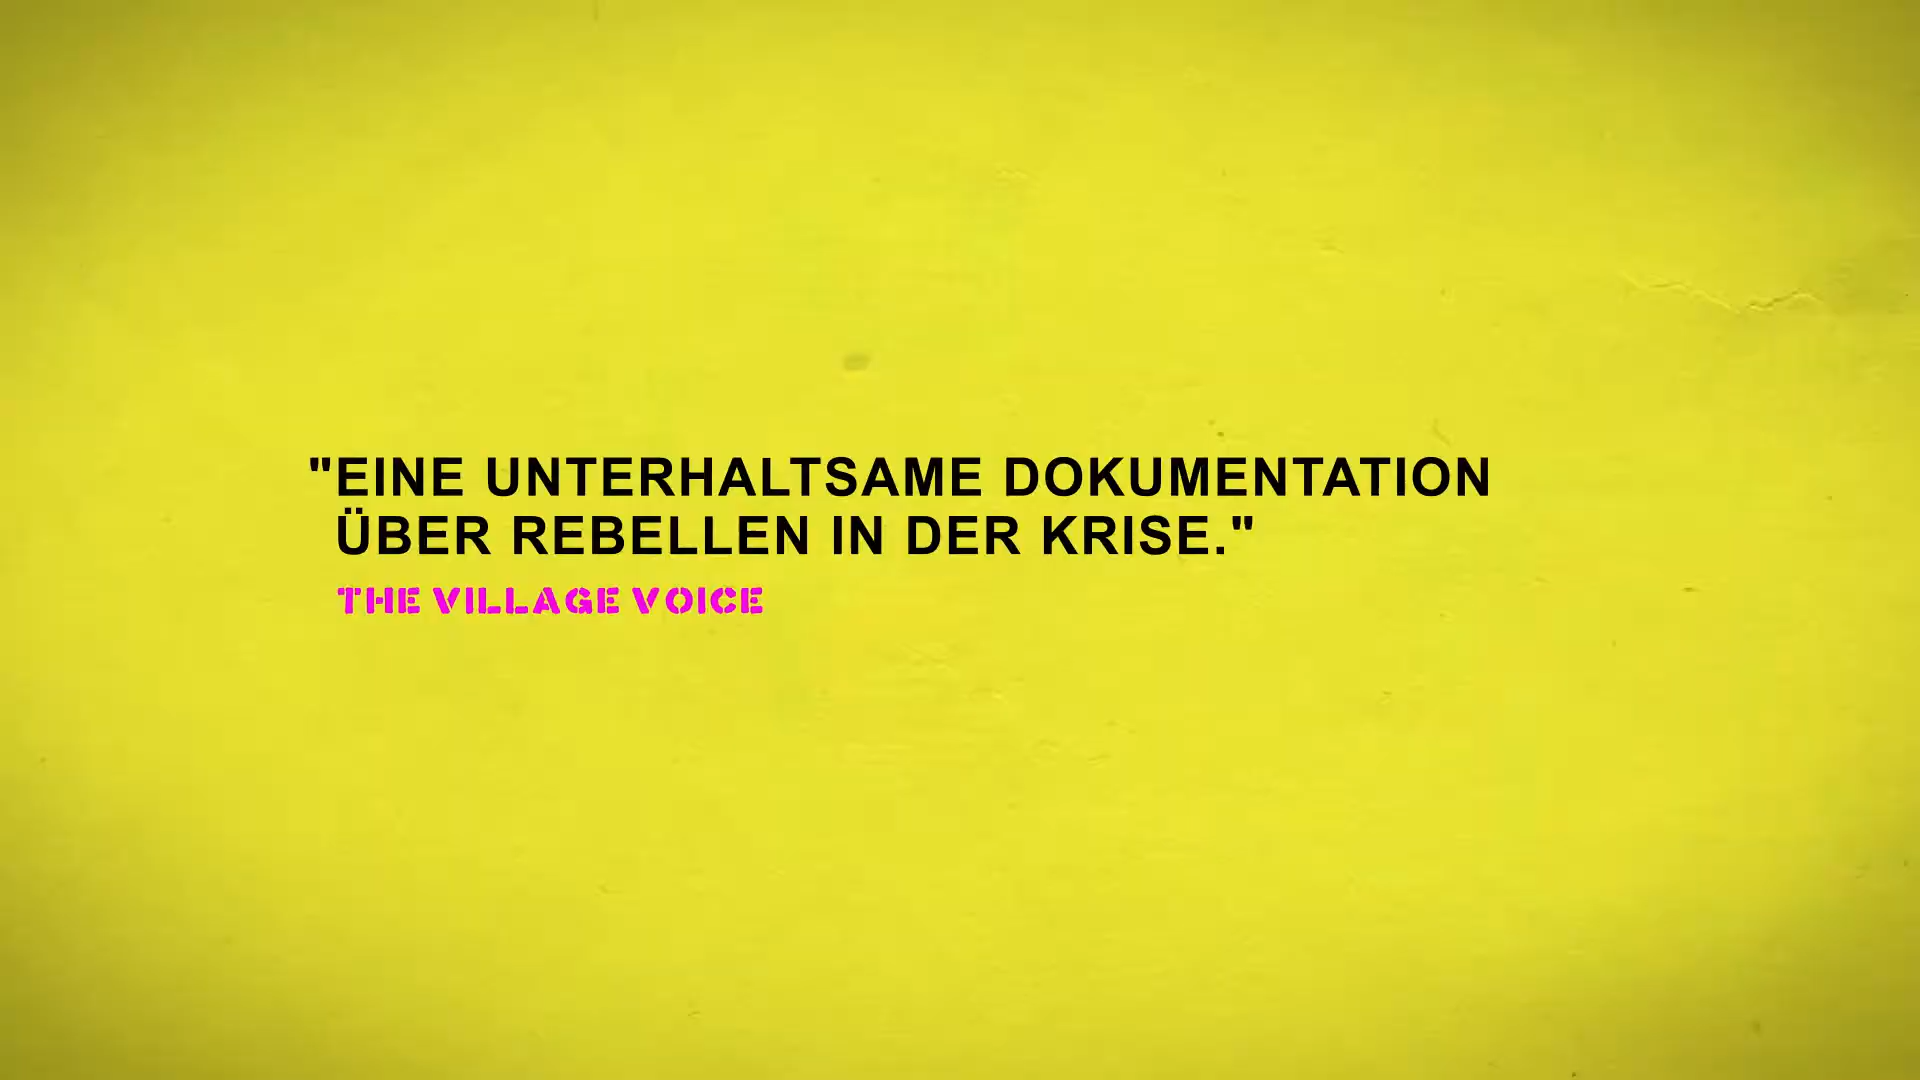 "EINE UNTERHALTSAME DOKUMENTATION
ÜBER REBELLEN IN DER KRISE."
THE VILLAGE VOICE